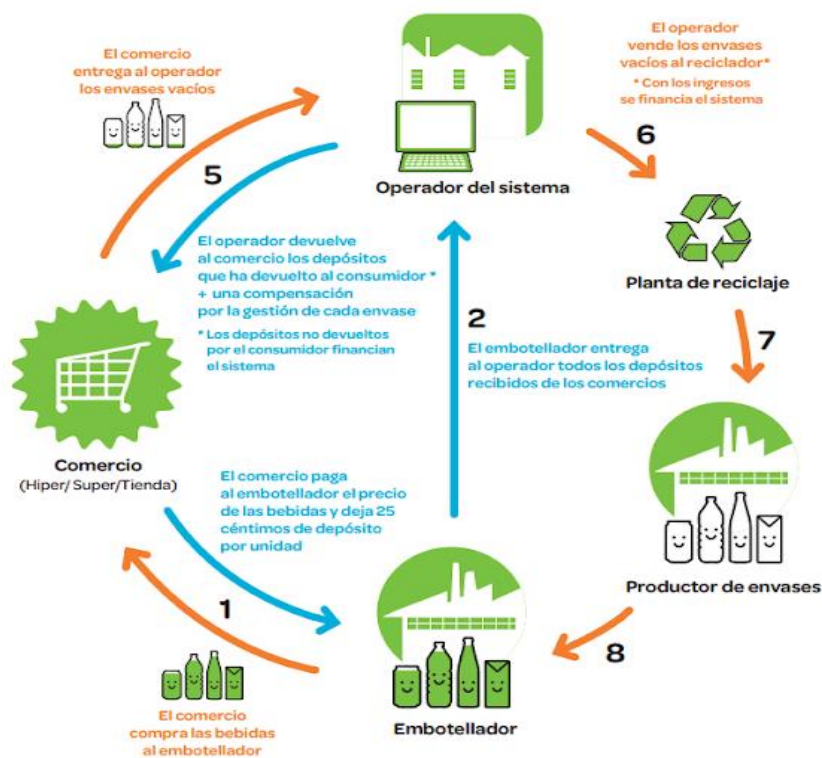 El comercio
entrega al operador
los envases vacíos
5
Operador del sistema
El operador
vende los envases
vacíos al reciclador*
* Con los ingresos
se financia el sistema
6
Planta de reciclaje
El operador devuelve
al comercio los depósitos
que ha devuelto al consumidor *
+ una compensación
por la gestión de cada envase
* Los depósitos no devueltos
por el consumidor financian
el sistema
2
El embotellador entrega
al operador todos los depósitos
recibidos de los comercios
7
Comercio
(Hiper/ Super/Tienda)
El comercio paga
al embotellador el precio
de las bebidas y deja 25
céntimos de depósito
por unidad
Productor de envases
1
8
El comercio
compra las bebidas
al embotellador
Embotellador